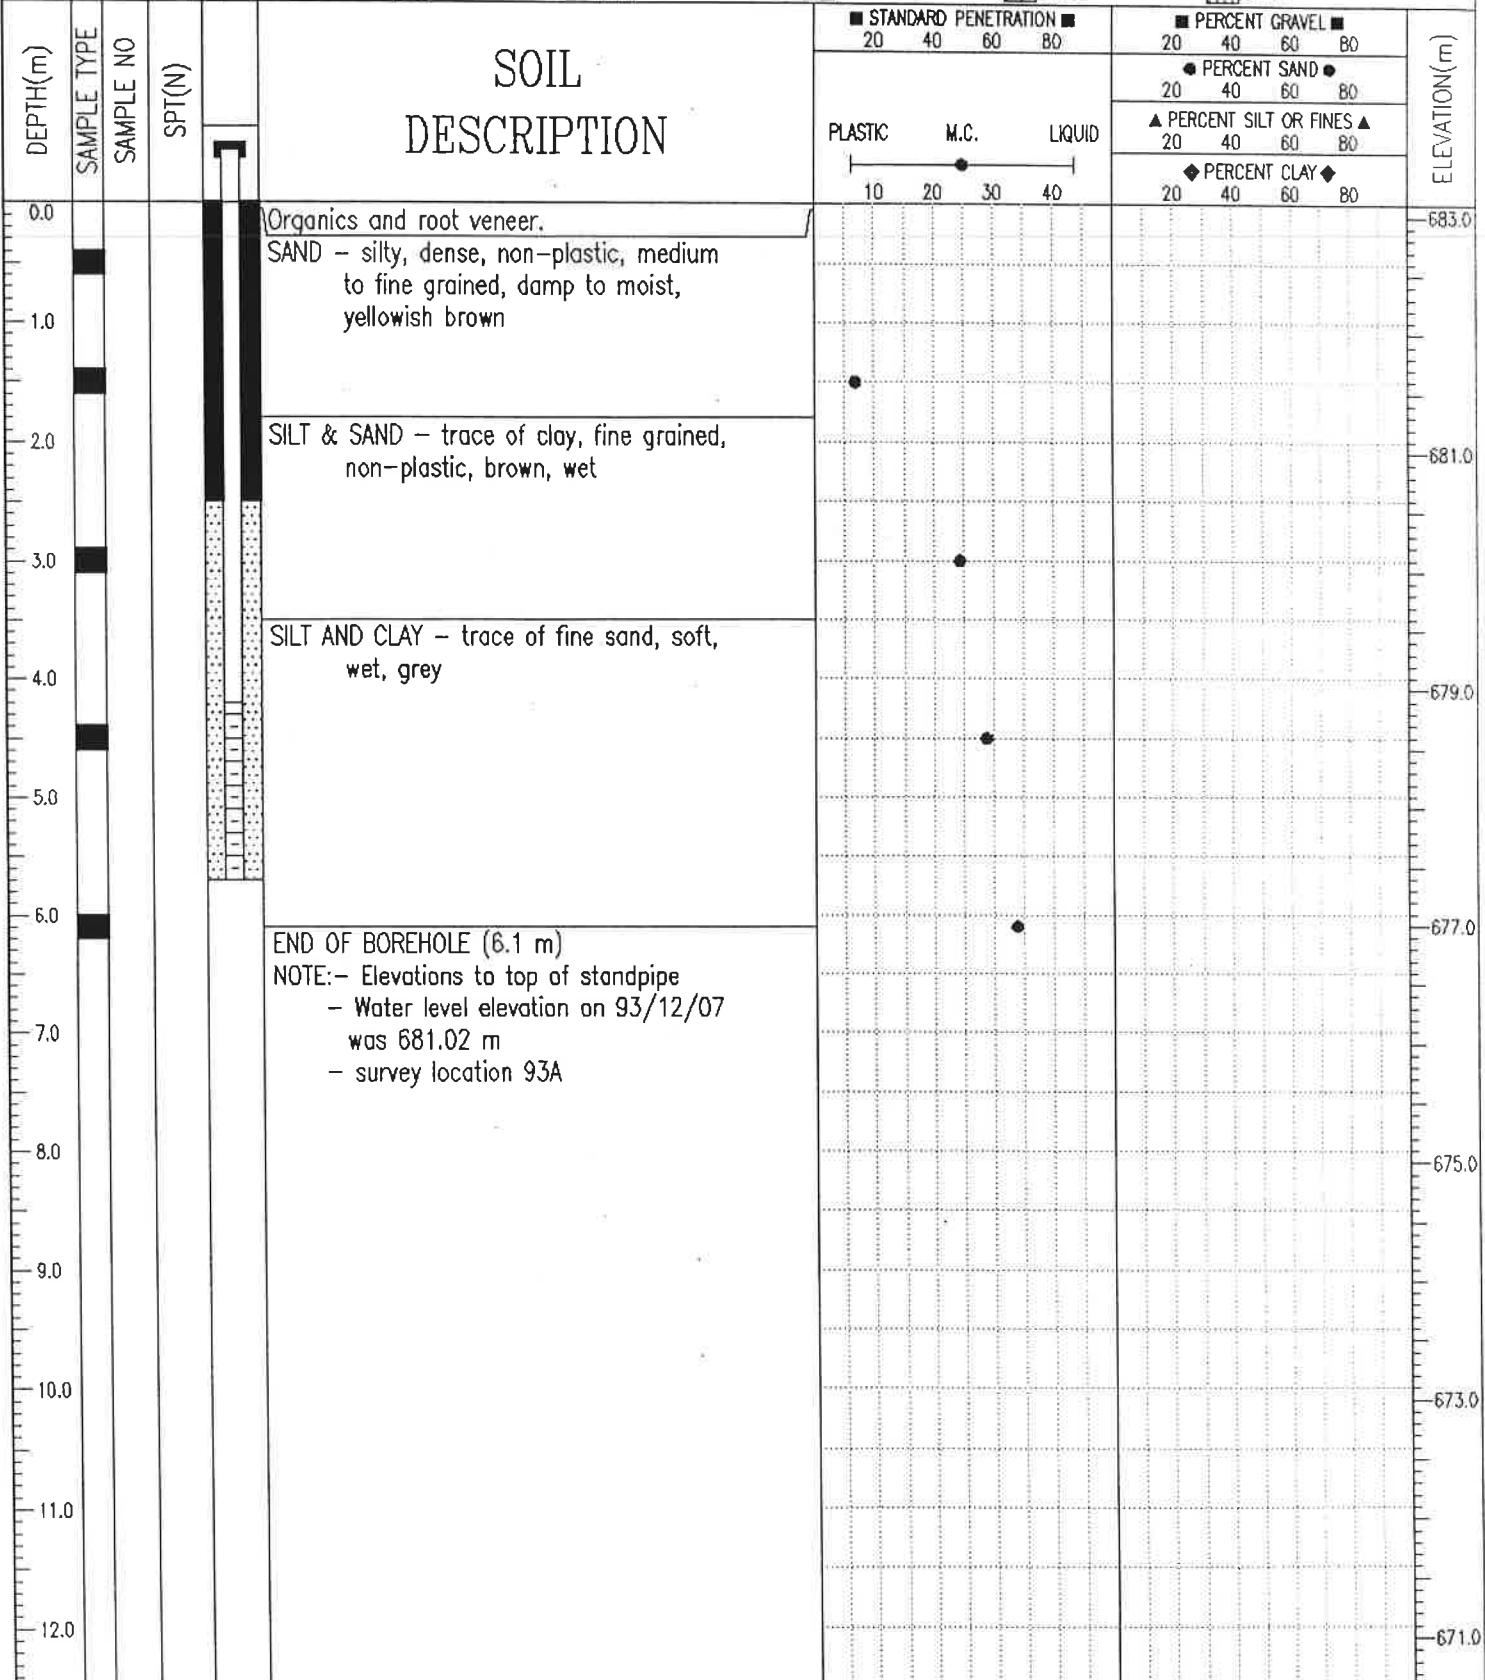 DEPTH(m)
SAMPLE TYPE
SAMPLE NO
SPT(N)
SOIL
DESCRIPTION
■ STANDARD PENETRATION ■
20 40 60 80
PLASTIC M.C. LIQUID
10 20 30 40
■ PERCENT GRAVEL ■
20 40 60 80
● PERCENT SAND ●
20 40 60 80
▲ PERCENT SILT OR FINES ▲
20 40 60 80
◆ PERCENT CLAY ◆
20 40 60 80
ELEVATION(m)
0.0
1.0
2.0
3.0
4.0
5.0
6.0
7.0
8.0
9.0
10.0
11.0
12.0
Organics and root veneer.
SAND – silty, dense, non–plastic, medium
to fine grained, damp to moist,
yellowish brown
SILT & SAND – trace of clay, fine grained,
non–plastic, brown, wet
SILT AND CLAY – trace of fine sand, soft,
wet, grey
END OF BOREHOLE (6.1 m)
NOTE:– Elevations to top of standpipe
– Water level elevation on 93/12/07
was 681.02 m
– survey location 93A
683.0
681.0
679.0
677.0
675.0
673.0
671.0